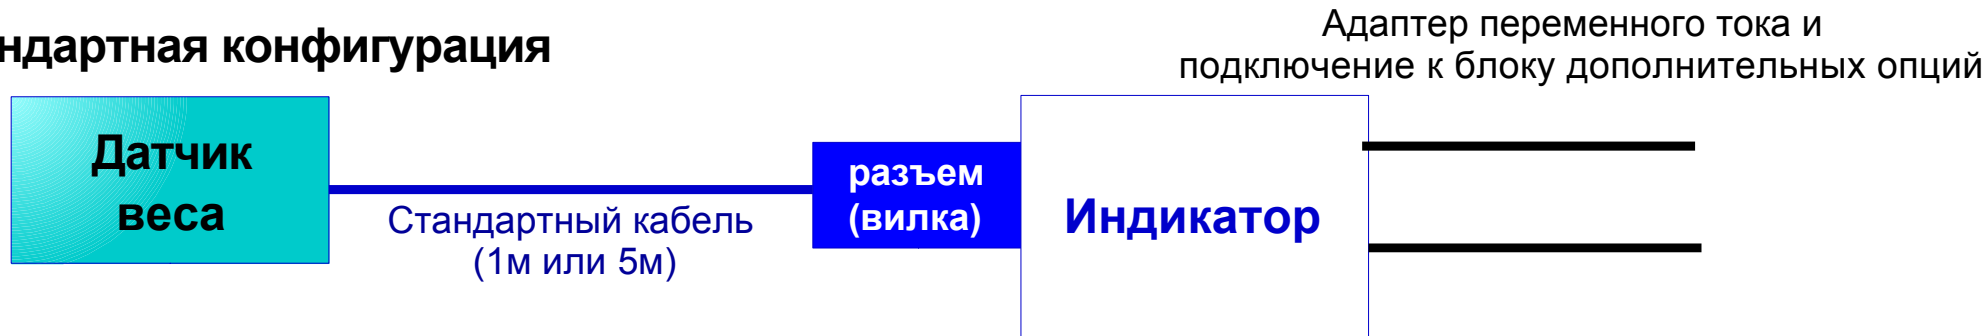 Адаптер переменного тока и
подключение к блоку дополнительных опций
ндартная конфигурация
Датчик
веса
Стандартный кабель
(1м или 5м)
разъем
(вилка)
Индикатор